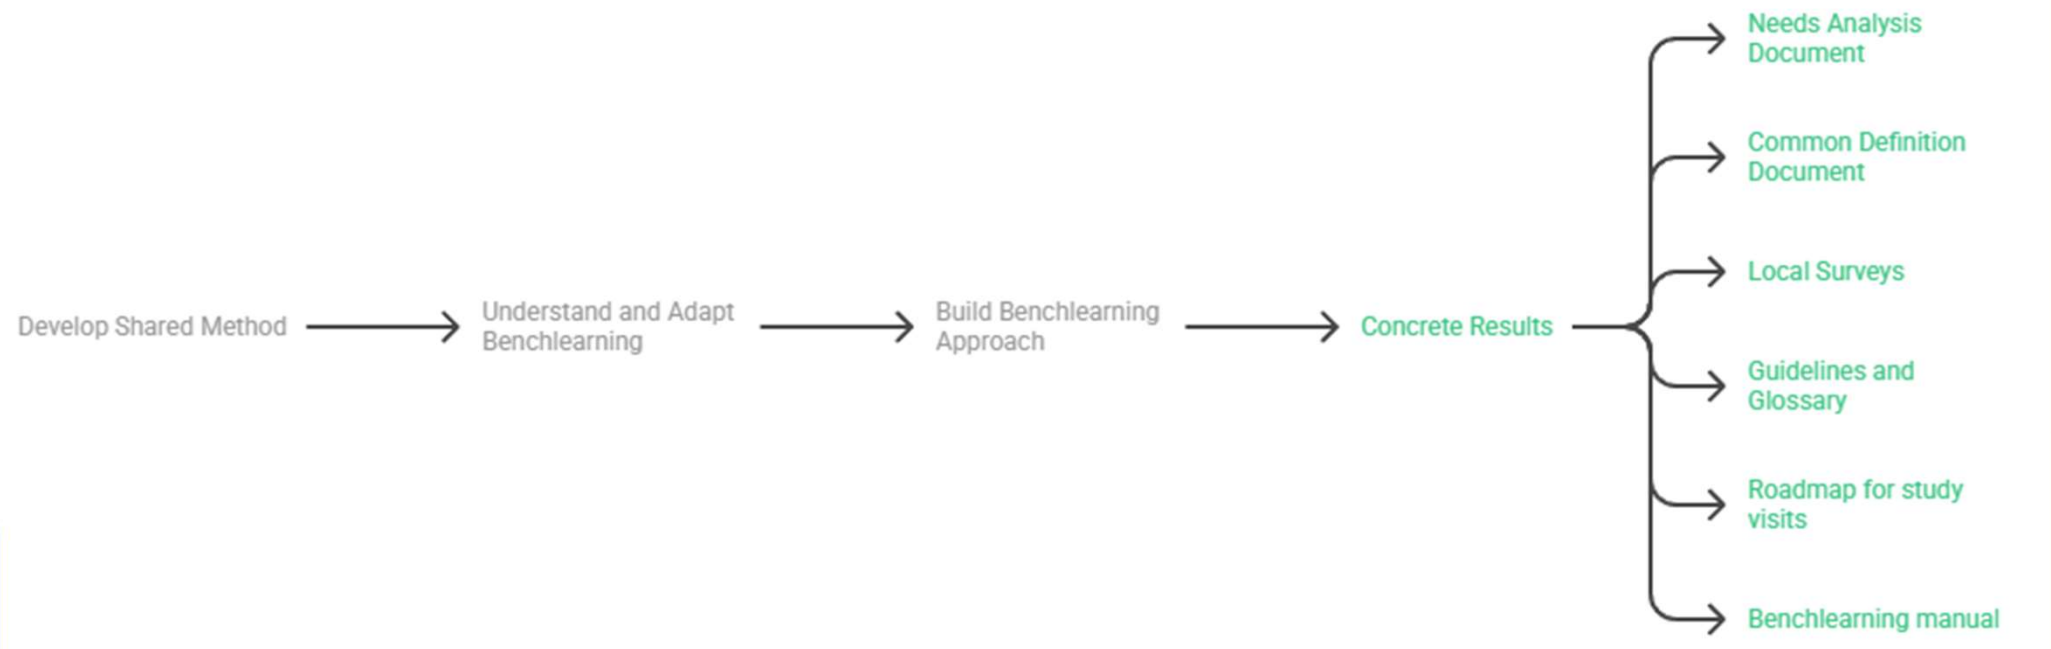 Develop Shared Method
Understand and Adapt
Benchlearning
Build Benchlearning
Approach
Concrete Results
Needs Analysis
Document
Common Definition
Document
Local Surveys
Guidelines and
Glossary
Roadmap for study
visits
Benchlearning manual